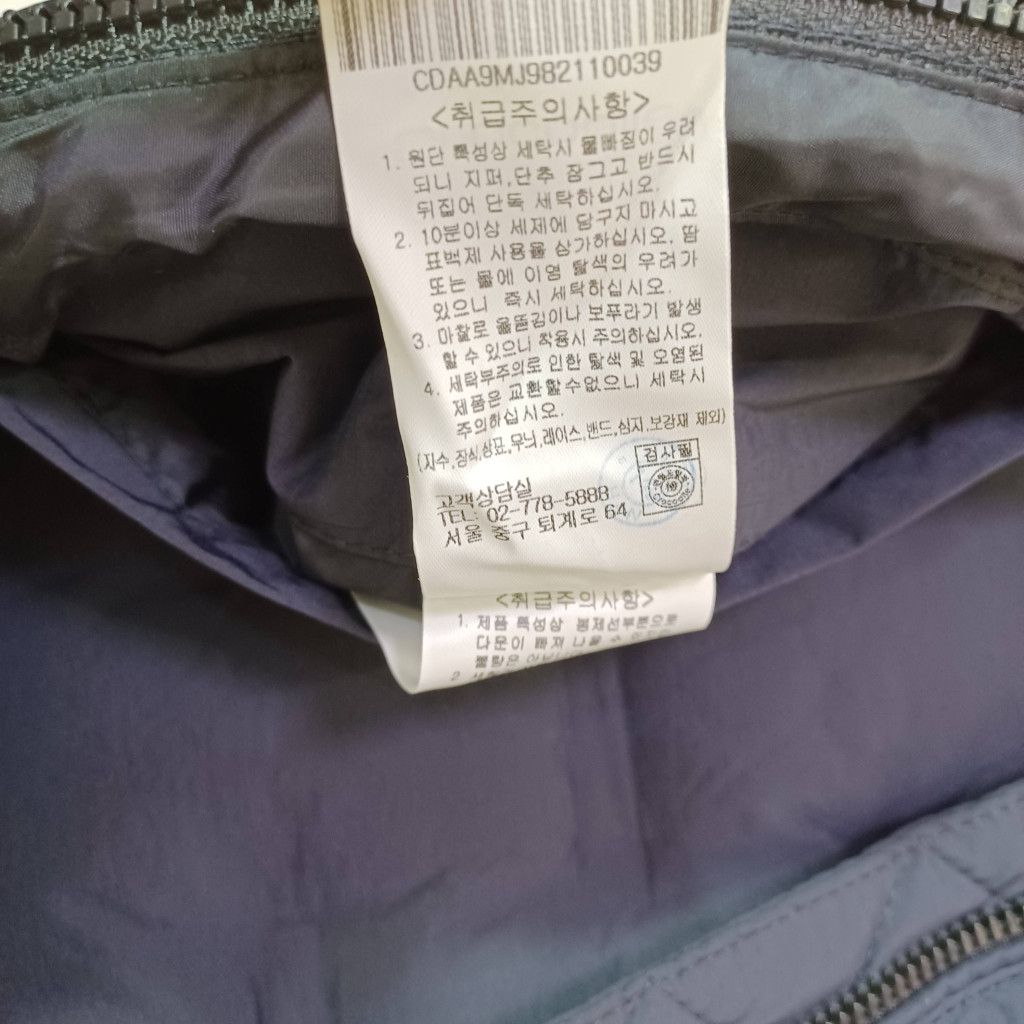 CDAA9MJ982110039
<취급주의사항>
1. 원단 특성상 세탁시 물빠짐이 우려
되니 지퍼,단추 잠그고 반드시
뒤집어 단독 세탁하십시오.
2. 10분이상 세제에 담구지 마시고
표백제 사용을 삼가하십시오. 땀
또는 물에 이염 탈색의 우려가
있으니 즉시 세탁하십시오.
3. 마찰로 올뜯김이나 보푸라기 발생
할 수 있으니 착용시 주의하십시오.
4. 세탁부주의로 인한 탈색 및 오염된
제품은 교환할수없으니 세탁시
주의하십시오.
(자수,장식,상표,무늬,레이스,밴드,심지,보강재 제외)
검사필
Crocodile
고객상담실
TEL: 02-778-5888
서울 중구 퇴계로 64
<취급주의사항>
1. 제품 특성상 봉제선부분으로
다운이 빠져 나올 수
불량은
2.